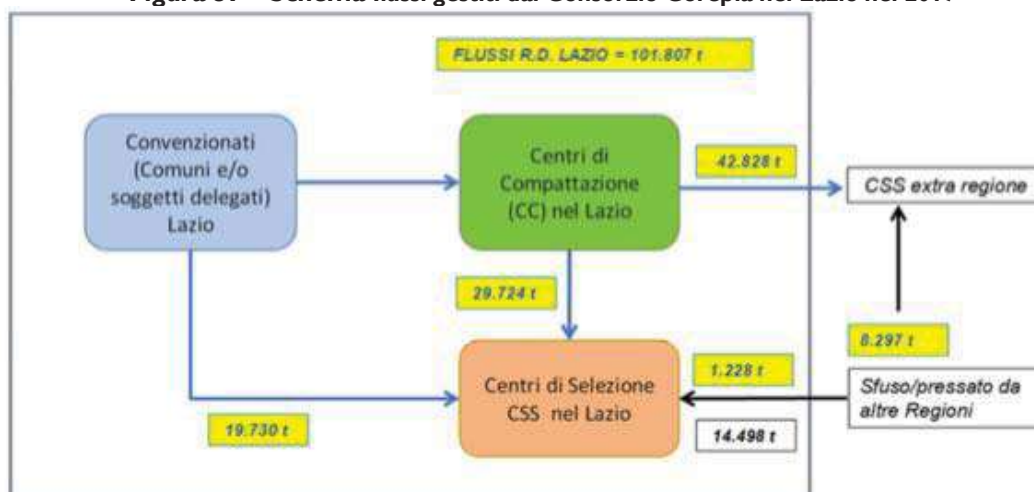 FLUSSI R.D. LAZIO = 101.807 t
Convenzionati
(Comuni e/o
soggetti delegati)
Lazio
Centri di
Compattazione
(CC) nel Lazio
42.828 t
CSS extra regione
29.724 t
8.297 t
Centri di Selezione
CSS nel Lazio
1.228 t
Sfuso/pressato da
altre Regioni
19.730 t
14.498 t